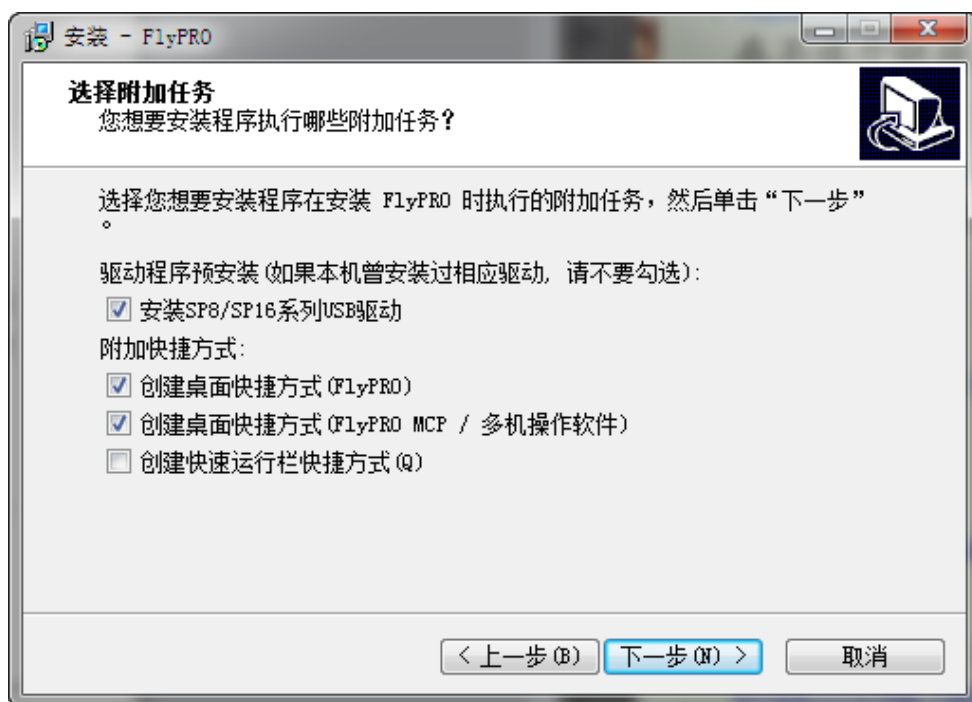 安装 - FlyPRO
选择附加任务
您想要安装程序执行哪些附加任务？
选择您想要安装程序在安装 FlyPRO 时执行的附加任务，然后单击“下一步”
。
驱动程序预安装(如果本机曾安装过相应驱动, 请不要勾选):
安装SP8/SP16系列USB驱动
附加快捷方式:
创建桌面快捷方式(FlyPRO)
创建桌面快捷方式(FlyPRO MCP / 多机操作软件)
创建快速运行栏快捷方式(Q)
< 上一步(B) 下一步(N) > 取消